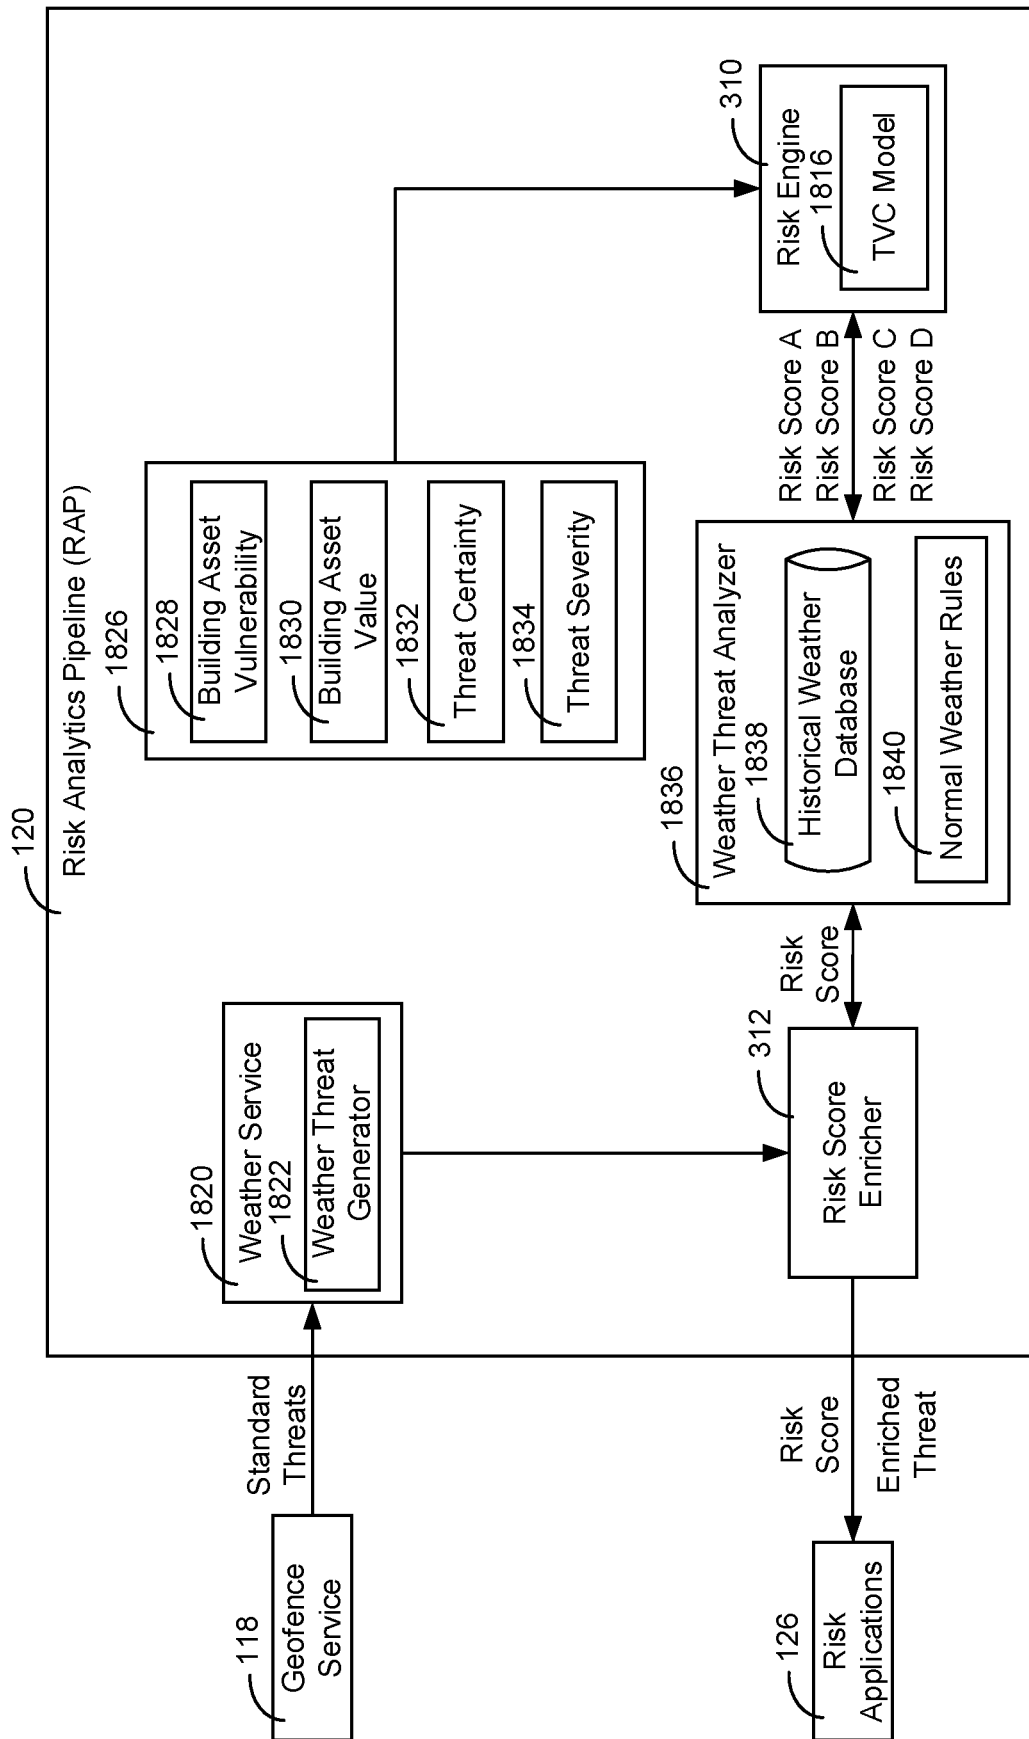 120
Risk Analytics Pipeline (RAP)
118
Geofence
Service
Standard
Threats
1820
Weather Service
1822
Weather Threat
Generator
1826
1828
Building Asset
Vulnerability
1830
Building Asset
Value
1832
Threat Certainty
1834
Threat Severity
310
Risk Engine
1816
TVC Model
126
Risk
Applications
Risk
Score
Enriched
Threat
312
Risk Score
Enricher
Risk
Score
1836
Weather Threat Analyzer
1838
Historical Weather
Database
1840
Normal Weather Rules
Risk Score A
Risk Score B
Risk Score C
Risk Score D